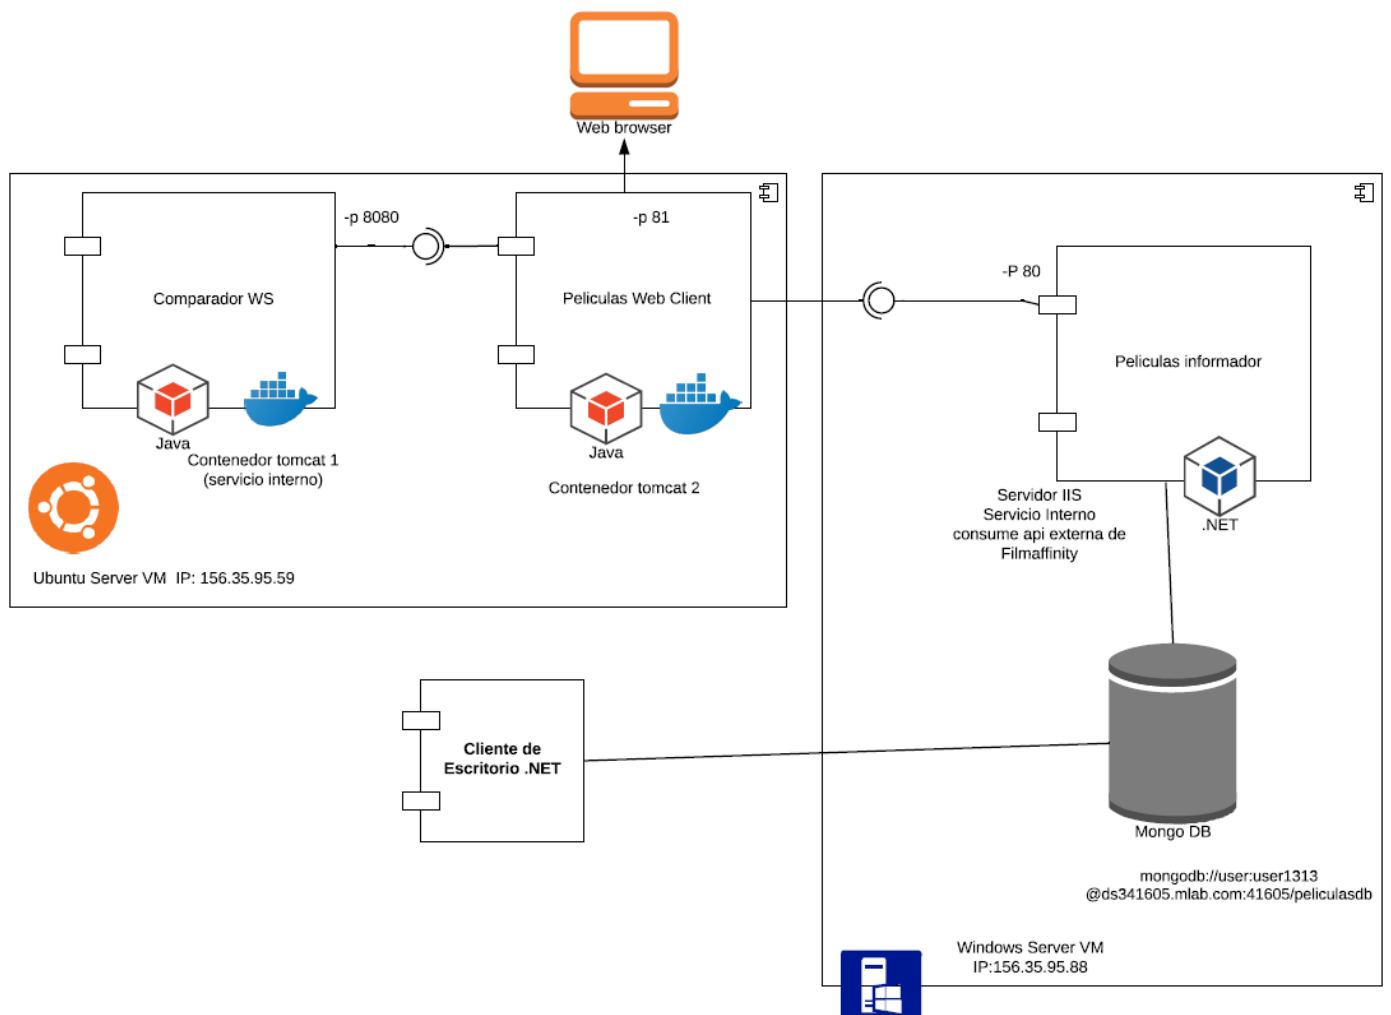 Web browser
-p 8080
-p 81
Comparador WS
Peliculas Web Client
Java
Contenedor tomcat 1
(servicio interno)
Java
Contenedor tomcat 2
Ubuntu Server VM  IP: 156.35.95.59
-P 80
Peliculas informador
Servidor IIS
Servicio Interno
consume api externa de
Filmaffinity
.NET
Cliente de
Escritorio .NET
Mongo DB
mongodb://user:user1313
@ds341605.mlab.com:41605/peliculasdb
Windows Server VM
IP:156.35.95.88